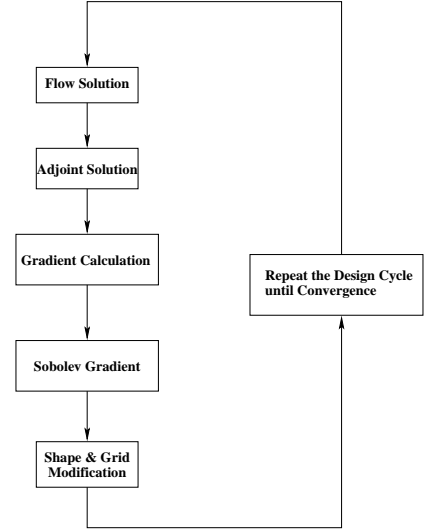 Flow Solution
Adjoint Solution
Gradient Calculation
Sobolev Gradient
Shape & Grid
Modification
Repeat the Design Cycle
until Convergence